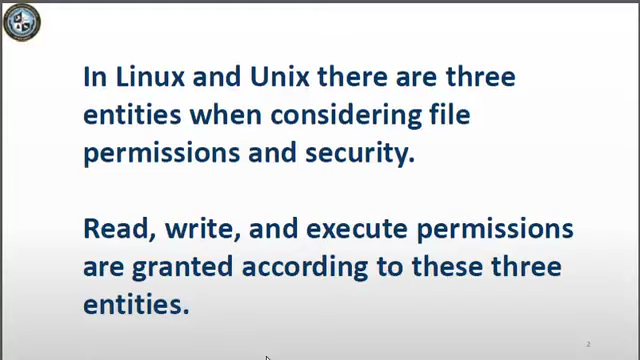 In Linux and Unix there are three
entities when considering file
permissions and security.
Read, write, and execute permissions
are granted according to these three
entities.
2